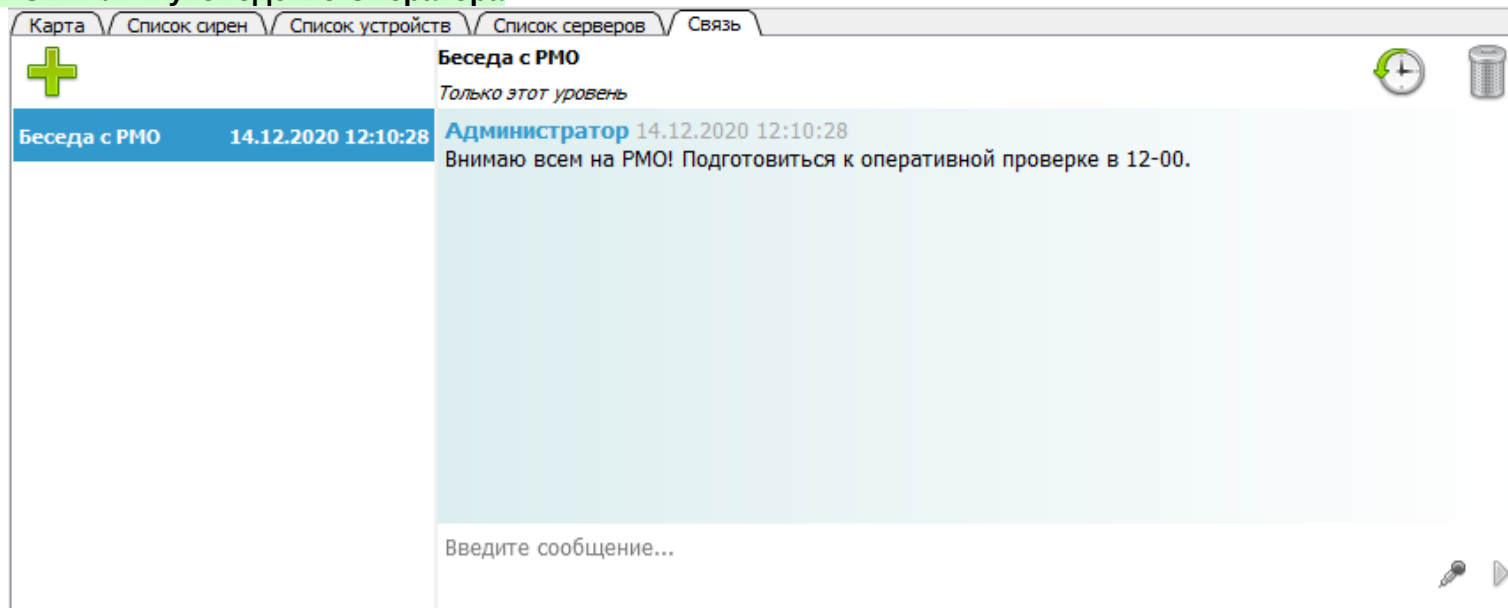 Карта Список сирен Список устройств Список серверов Связь
Беседа с РМО
Только этот уровень
Беседа с РМО 14.12.2020 12:10:28
Администратор 14.12.2020 12:10:28
Внимаю всем на РМО! Подготовиться к оперативной проверке в 12-00.
Введите сообщение...